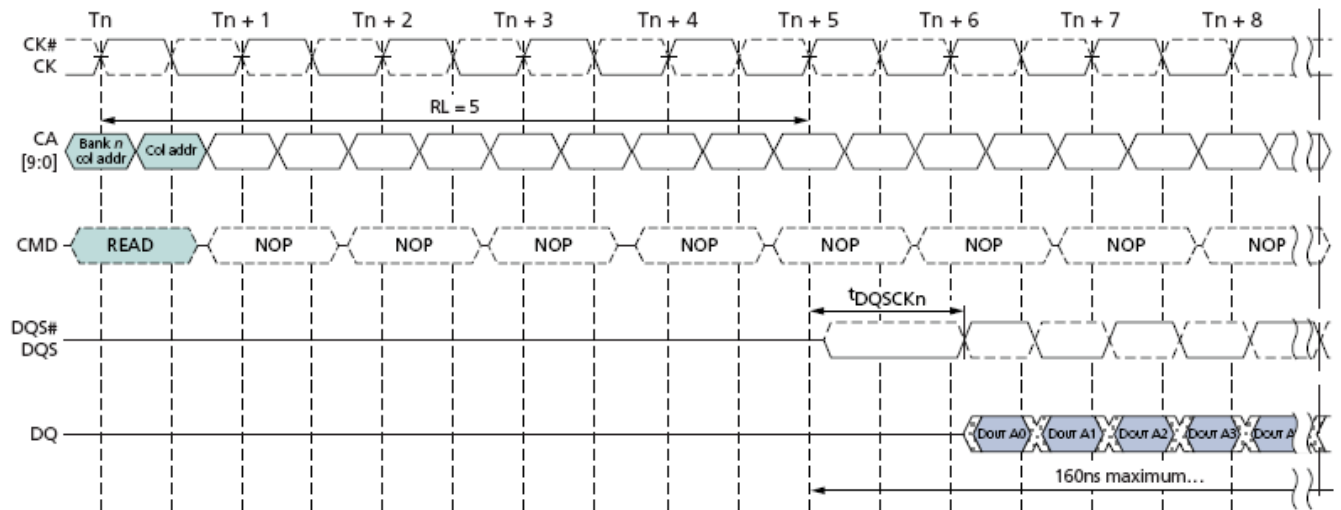 Tn Tn + 1 Tn + 2 Tn + 3 Tn + 4 Tn + 5 Tn + 6 Tn + 7 Tn + 8
CK#
CK
RL = 5
CA
[9:0]
Bank n
col addr
Col addr
CMD READ NOP NOP NOP NOP NOP NOP NOP NOP
tDQSCKn
DQS#
DQS
DQ DOUT A0 DOUT A1 DOUT A2 DOUT A3 DOUT A
160ns maximum...